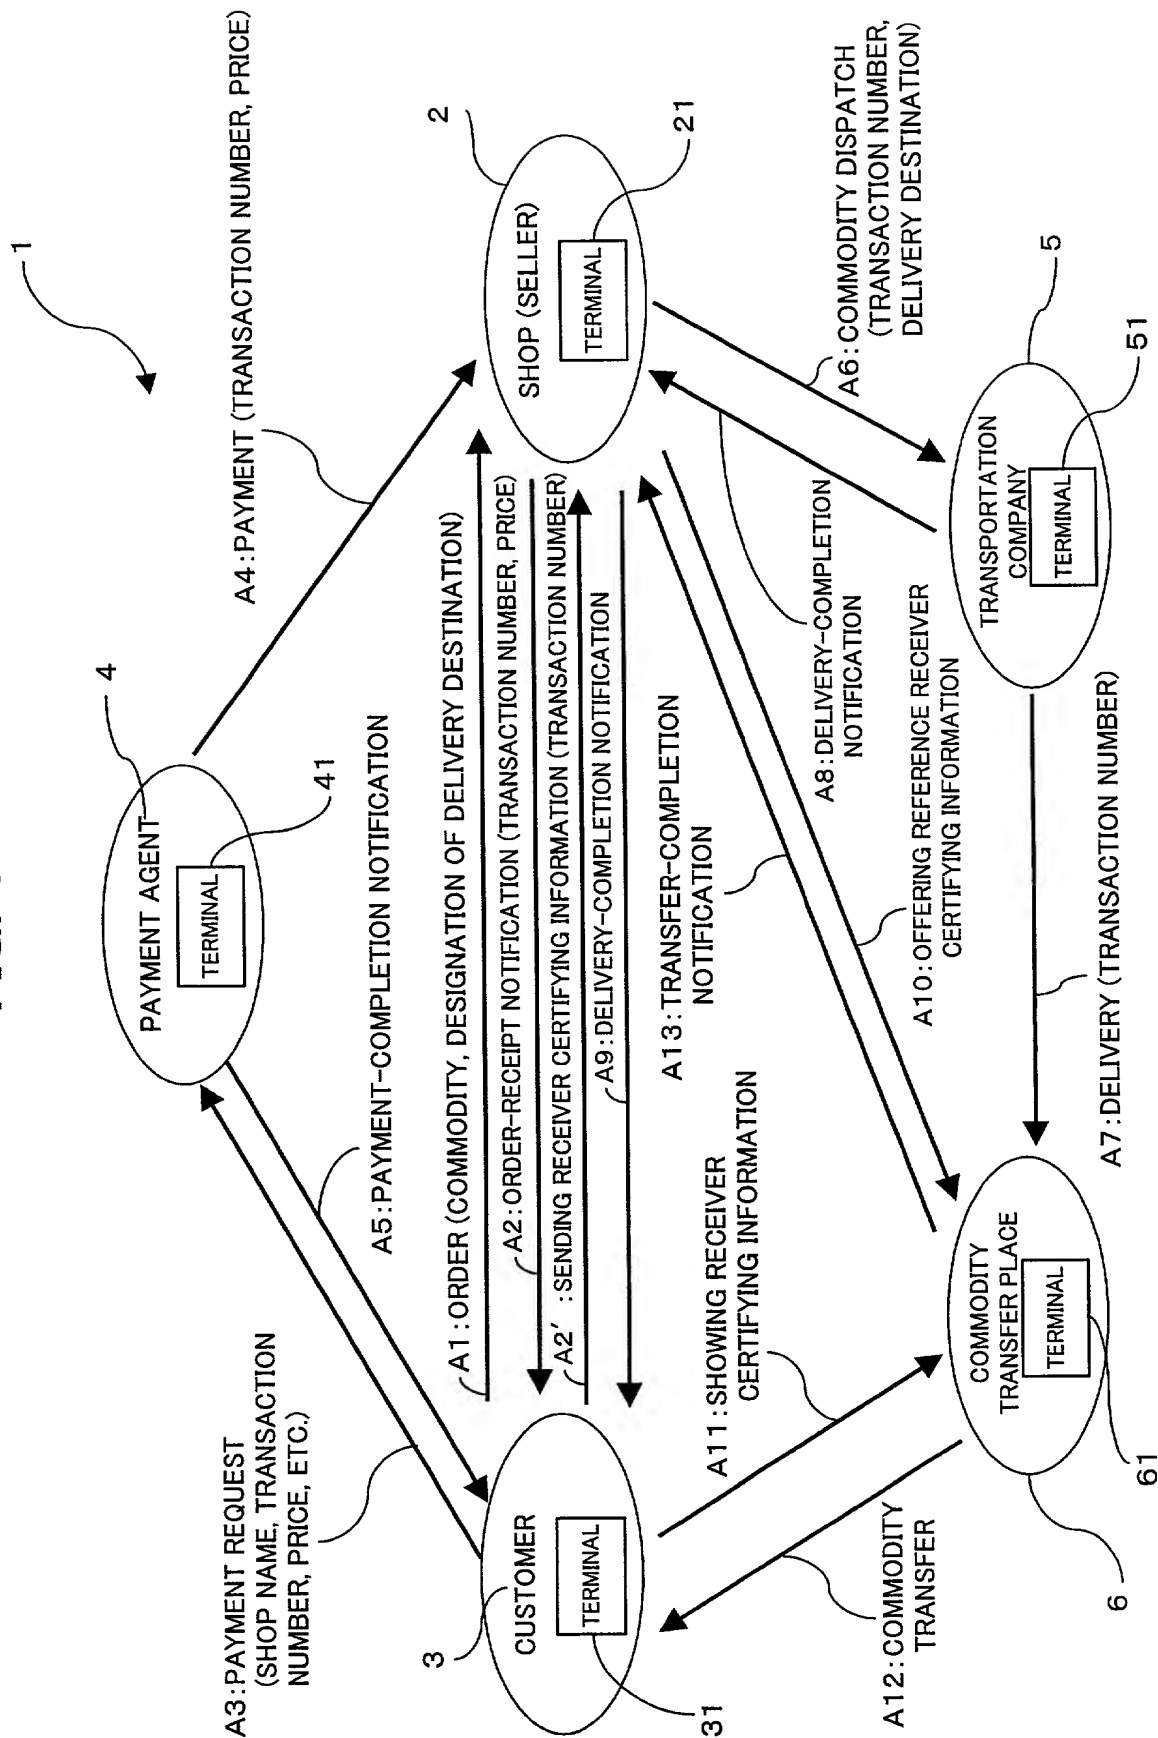 1
A4:PAYMENT (TRANSACTION NUMBER, PRICE)
4
PAYMENT AGENT
TERMINAL
41
A3:PAYMENT REQUEST
(SHOP NAME, TRANSACTION
NUMBER, PRICE, ETC.)
A5:PAYMENT-COMPLETION NOTIFICATION
2
SHOP (SELLER)
TERMINAL
21
3
CUSTOMER
TERMINAL
31
A1:ORDER (COMMODITY, DESIGNATION OF DELIVERY DESTINATION)
A2:ORDER-RECEIPT NOTIFICATION (TRANSACTION NUMBER, PRICE)
A2′:SENDING RECEIVER CERTIFYING INFORMATION (TRANSACTION NUMBER)
A9:DELIVERY-COMPLETION NOTIFICATION
A13:TRANSFER-COMPLETION
NOTIFICATION
A11:SHOWING RECEIVER
CERTIFYING INFORMATION
A8:DELIVERY-COMPLETION
NOTIFICATION
A6:COMMODITY DISPATCH
(TRANSACTION NUMBER,
DELIVERY DESTINATION)
A10:OFFERING REFERENCE RECEIVER
CERTIFYING INFORMATION
A12:COMMODITY
TRANSFER
5
TRANSPORTATION
COMPANY
TERMINAL
51
COMMODITY
TRANSFER PLACE
TERMINAL
6
61
A7:DELIVERY (TRANSACTION NUMBER)